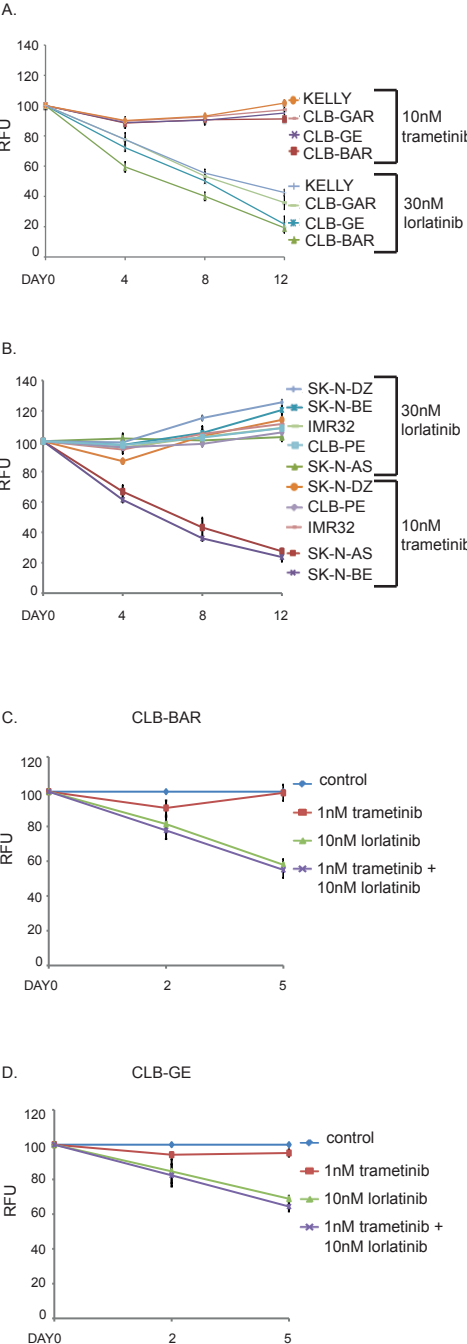 A.
140
120
100
80
60
40
20
0
RFU
DAY0 4 8 12
KELLY
CLB-GAR
CLB-GE
CLB-BAR
10nM
trametinib
KELLY
CLB-GAR
CLB-GE
CLB-BAR
30nM
lorlatinib
B.
140
120
100
80
60
40
20
0
RFU
DAY0 4 8 12
SK-N-DZ
SK-N-BE
IMR32
CLB-PE
SK-N-AS
30nM
lorlatinib
SK-N-DZ
CLB-PE
IMR32
SK-N-AS
SK-N-BE
10nM
trametinib
C. CLB-BAR
120
100
80
60
40
20
0
RFU
DAY0 2 5
control
1nM trametinib
10nM lorlatinib
1nM trametinib +
10nM lorlatinib
D. CLB-GE
120
100
80
60
40
20
0
RFU
DAY0 2 5
control
1nM trametinib
10nM lorlatinib
1nM trametinib +
10nM lorlatinib